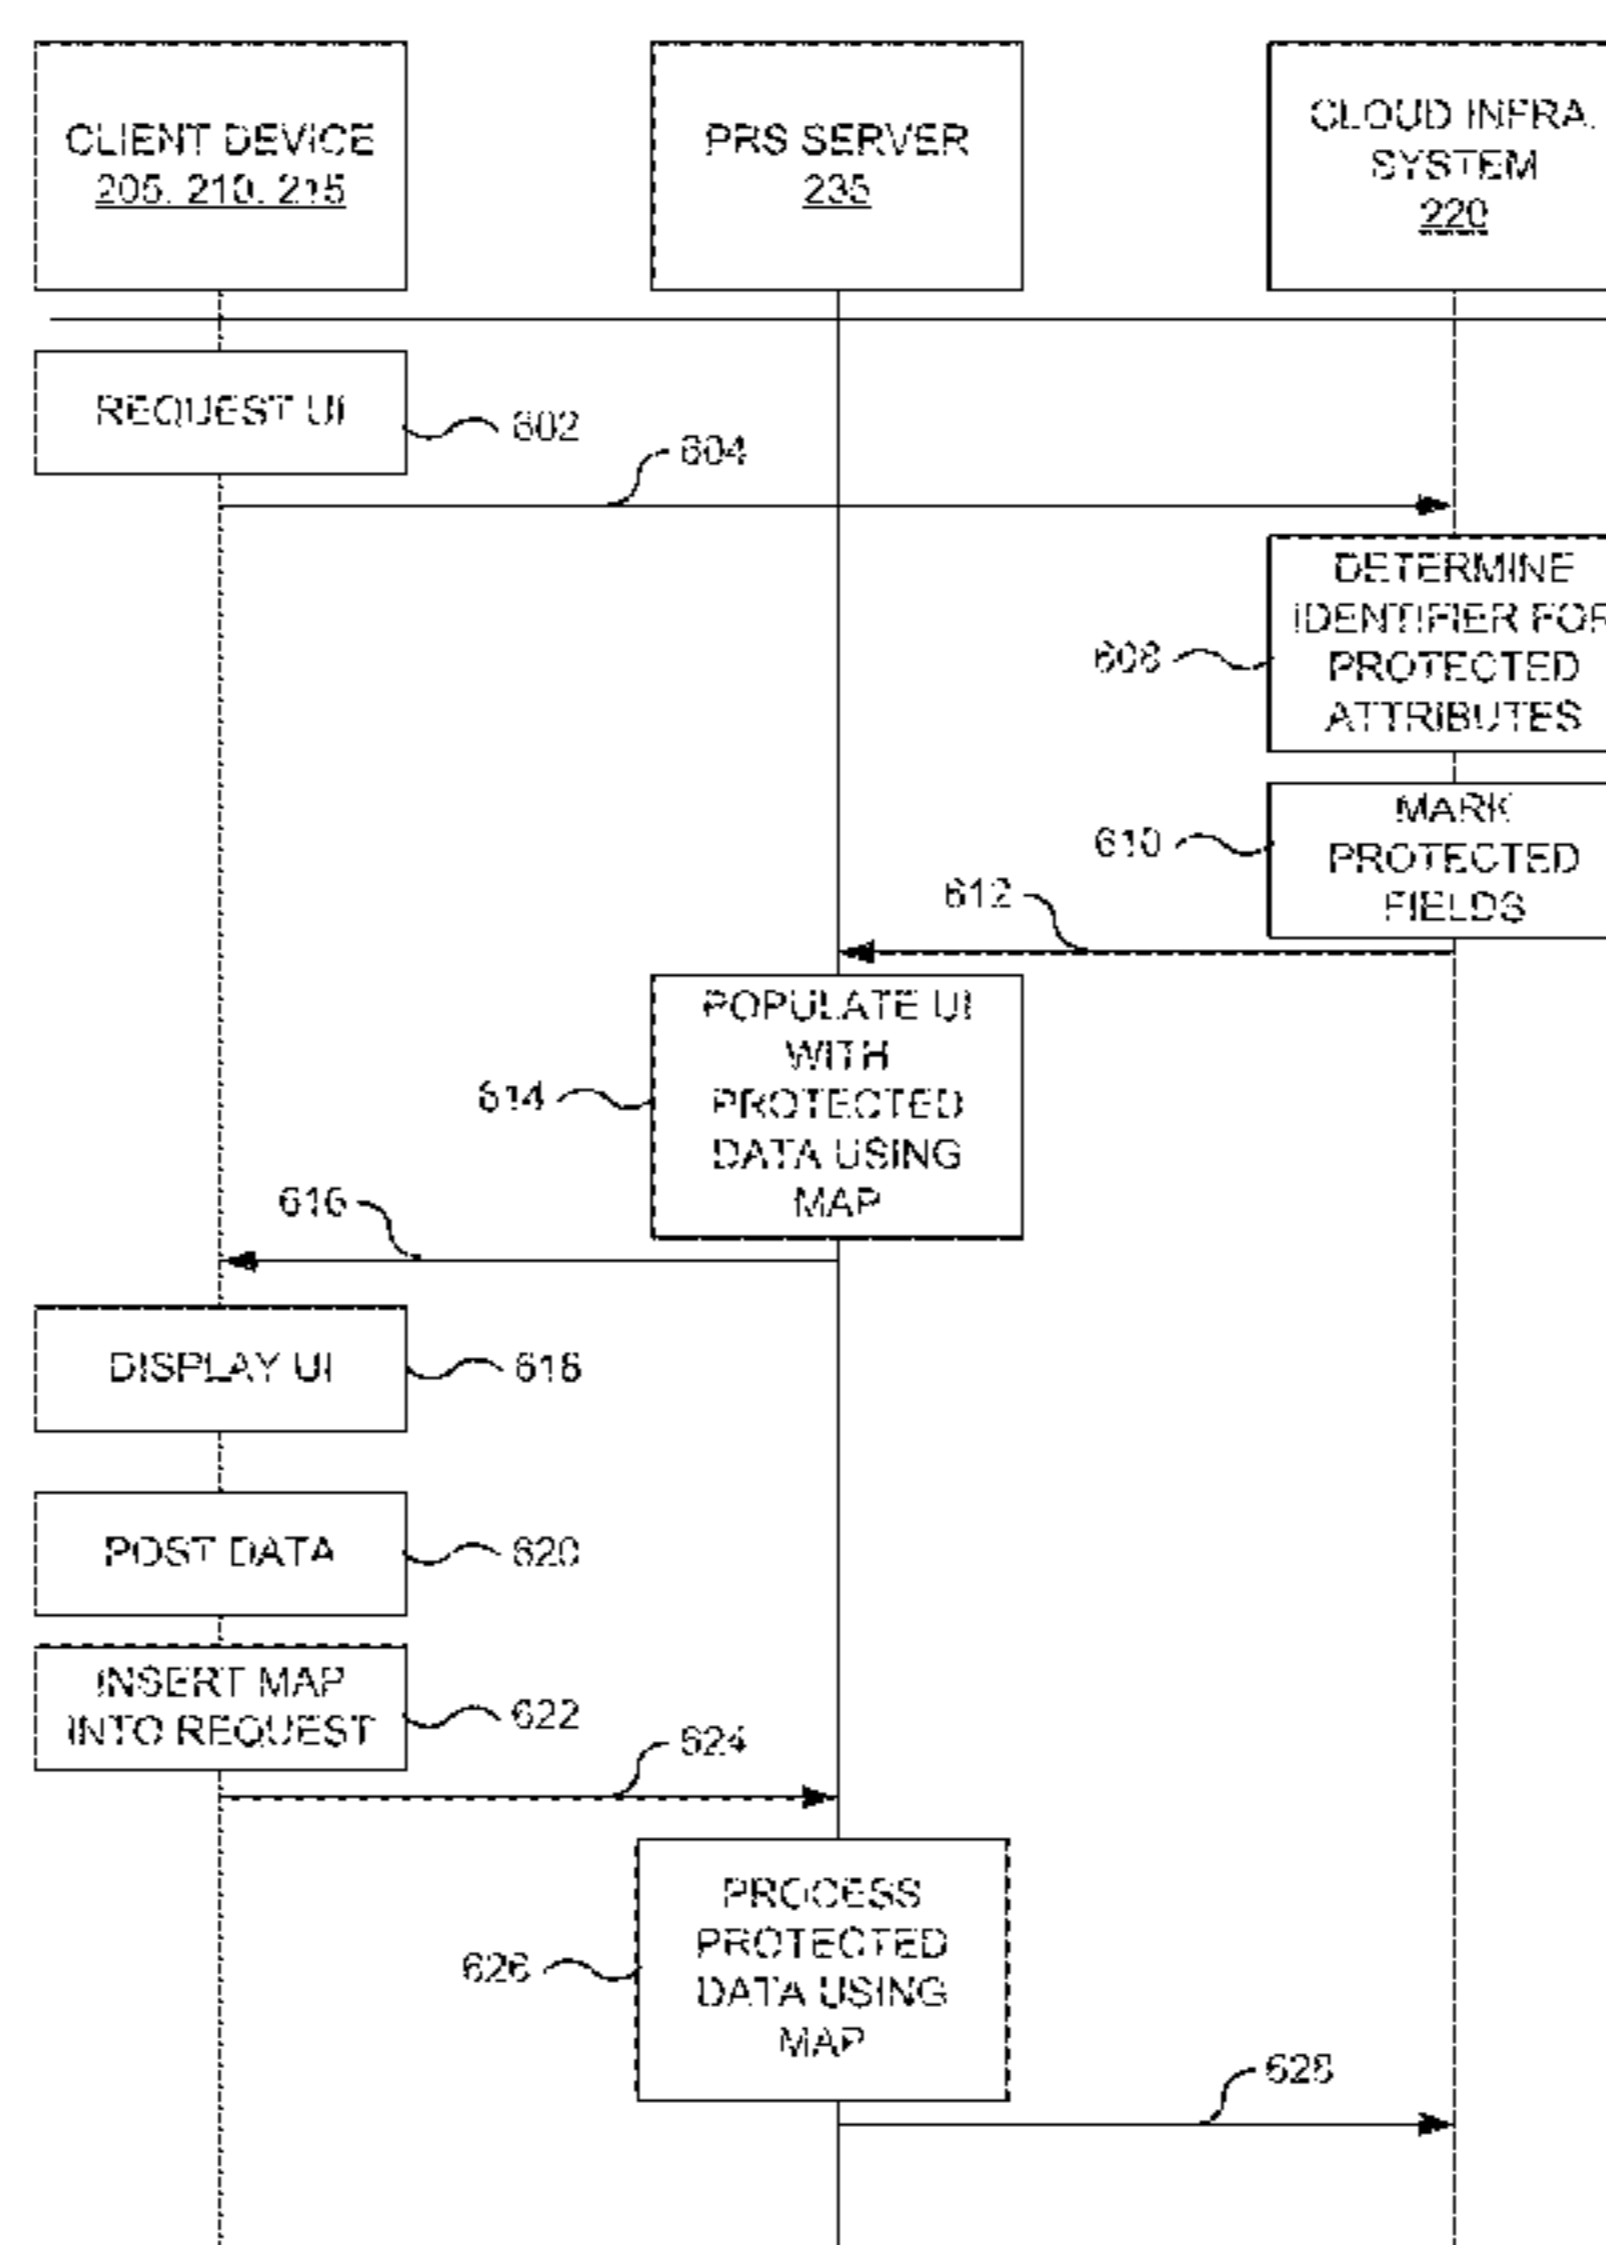 CLIENT DEVICE
205, 210, 215
PRS SERVER
235
CLOUD INFRA.
SYSTEM
220
REQUEST UI
602
604
DETERMINE
IDENTIFIER FOR
PROTECTED
ATTRIBUTES
608
MARK
PROTECTED
FIELDS
610
612
POPULATE UI
WITH
PROTECTED
DATA USING
MAP
614
616
DISPLAY UI
618
POST DATA
620
INSERT MAP
INTO REQUEST
622
624
PROCESS
PROTECTED
DATA USING
MAP
626
628